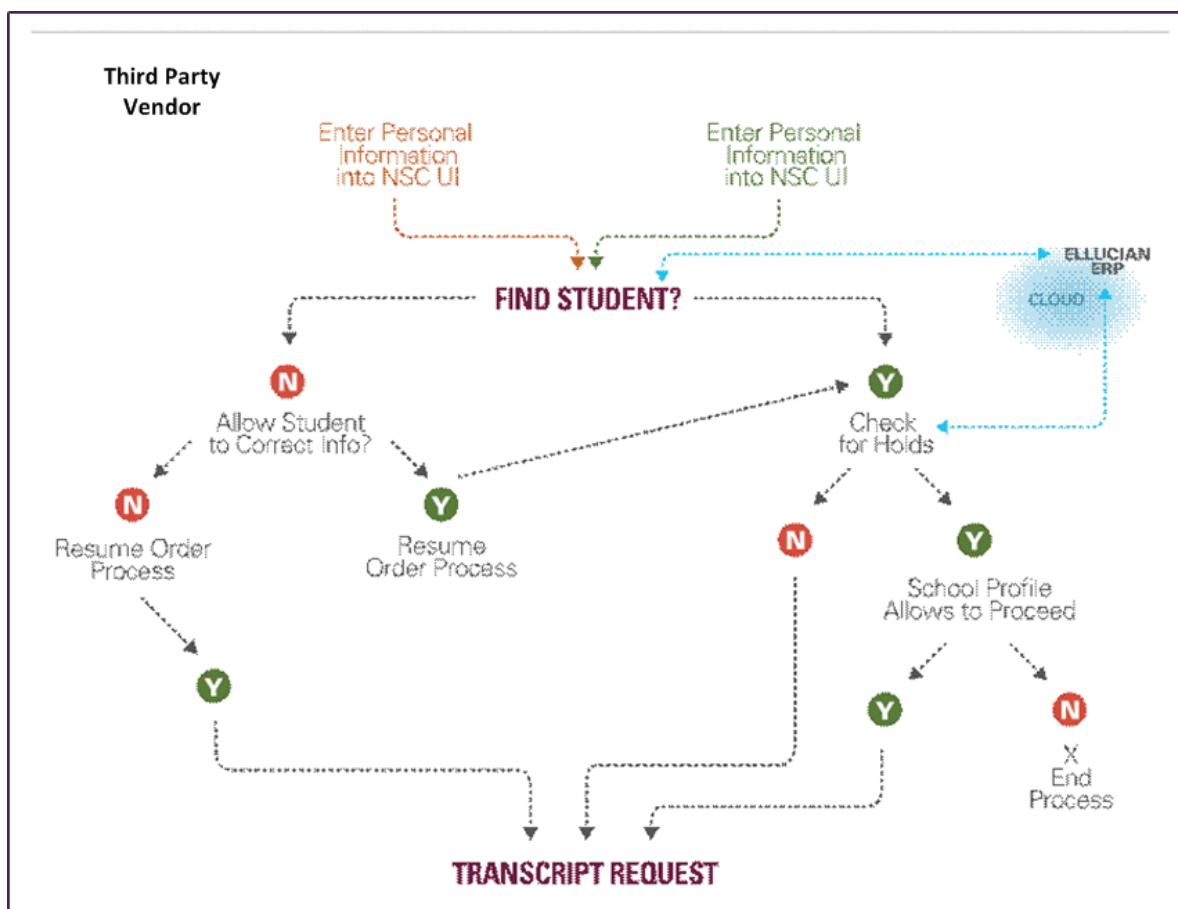 Third Party
Vendor
Enter Personal
Information
into NSC UI
Enter Personal
Information
into NSC UI
ELLUCIAN
ERP
CLOUD
FIND STUDENT?
N
Y
Allow Student
to Correct Info?
Check
for Holds
N
Y
N
Y
Resume Order
Process
Resume
Order Process
School Profile
Allows to Proceed
Y
Y
N
X
End
Process
TRANSCRIPT REQUEST